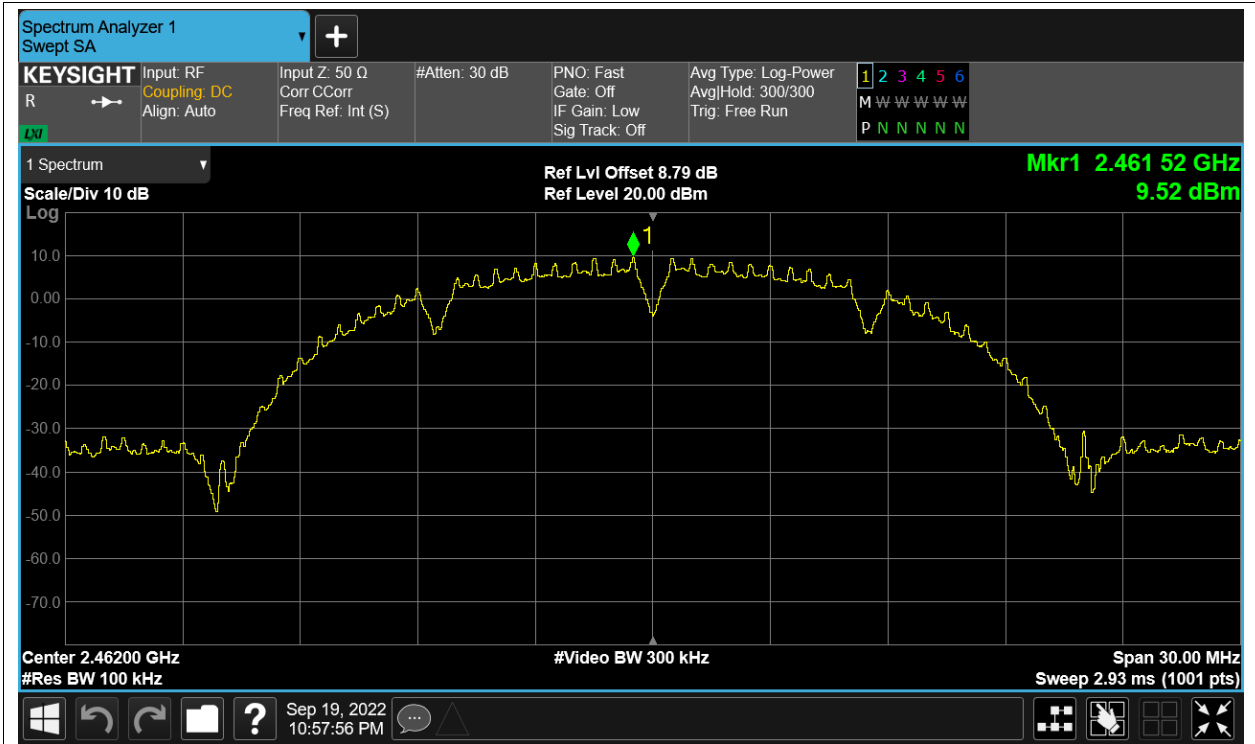 Spectrum Analyzer 1
Swept SA
+
KEYSIGHT
R
LXI
Input: RF
Coupling: DC
Align: Auto
Input Z: 50 Ω
Corr CCorr
Freq Ref: Int (S)
#Atten: 30 dB
PNO: Fast
Gate: Off
IF Gain: Low
Sig Track: Off
Avg Type: Log-Power
Avg|Hold: 300/300
Trig: Free Run
1 2 3 4 5 6
M W W W W W
P N N N N N
1 Spectrum
Scale/Div 10 dB
Ref Lvl Offset 8.79 dB
Ref Level 20.00 dBm
Mkr1 2.461 52 GHz
9.52 dBm
Log
1
10.0
0.00
-10.0
-20.0
-30.0
-40.0
-50.0
-60.0
-70.0
Center 2.46200 GHz
#Res BW 100 kHz
#Video BW 300 kHz
Span 30.00 MHz
Sweep 2.93 ms (1001 pts)
?
Sep 19, 2022
10:57:56 PM